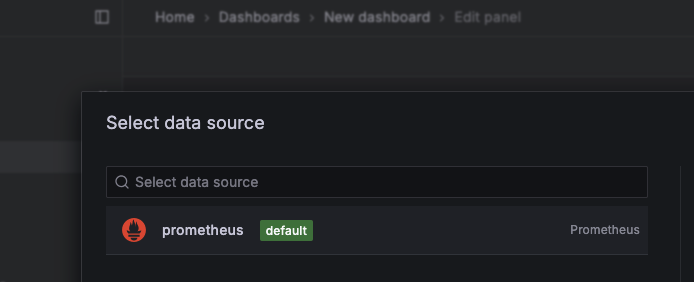 Home › Dashboards › New dashboard › Edit panel
Select data source
Select data source
prometheus default Prometheus